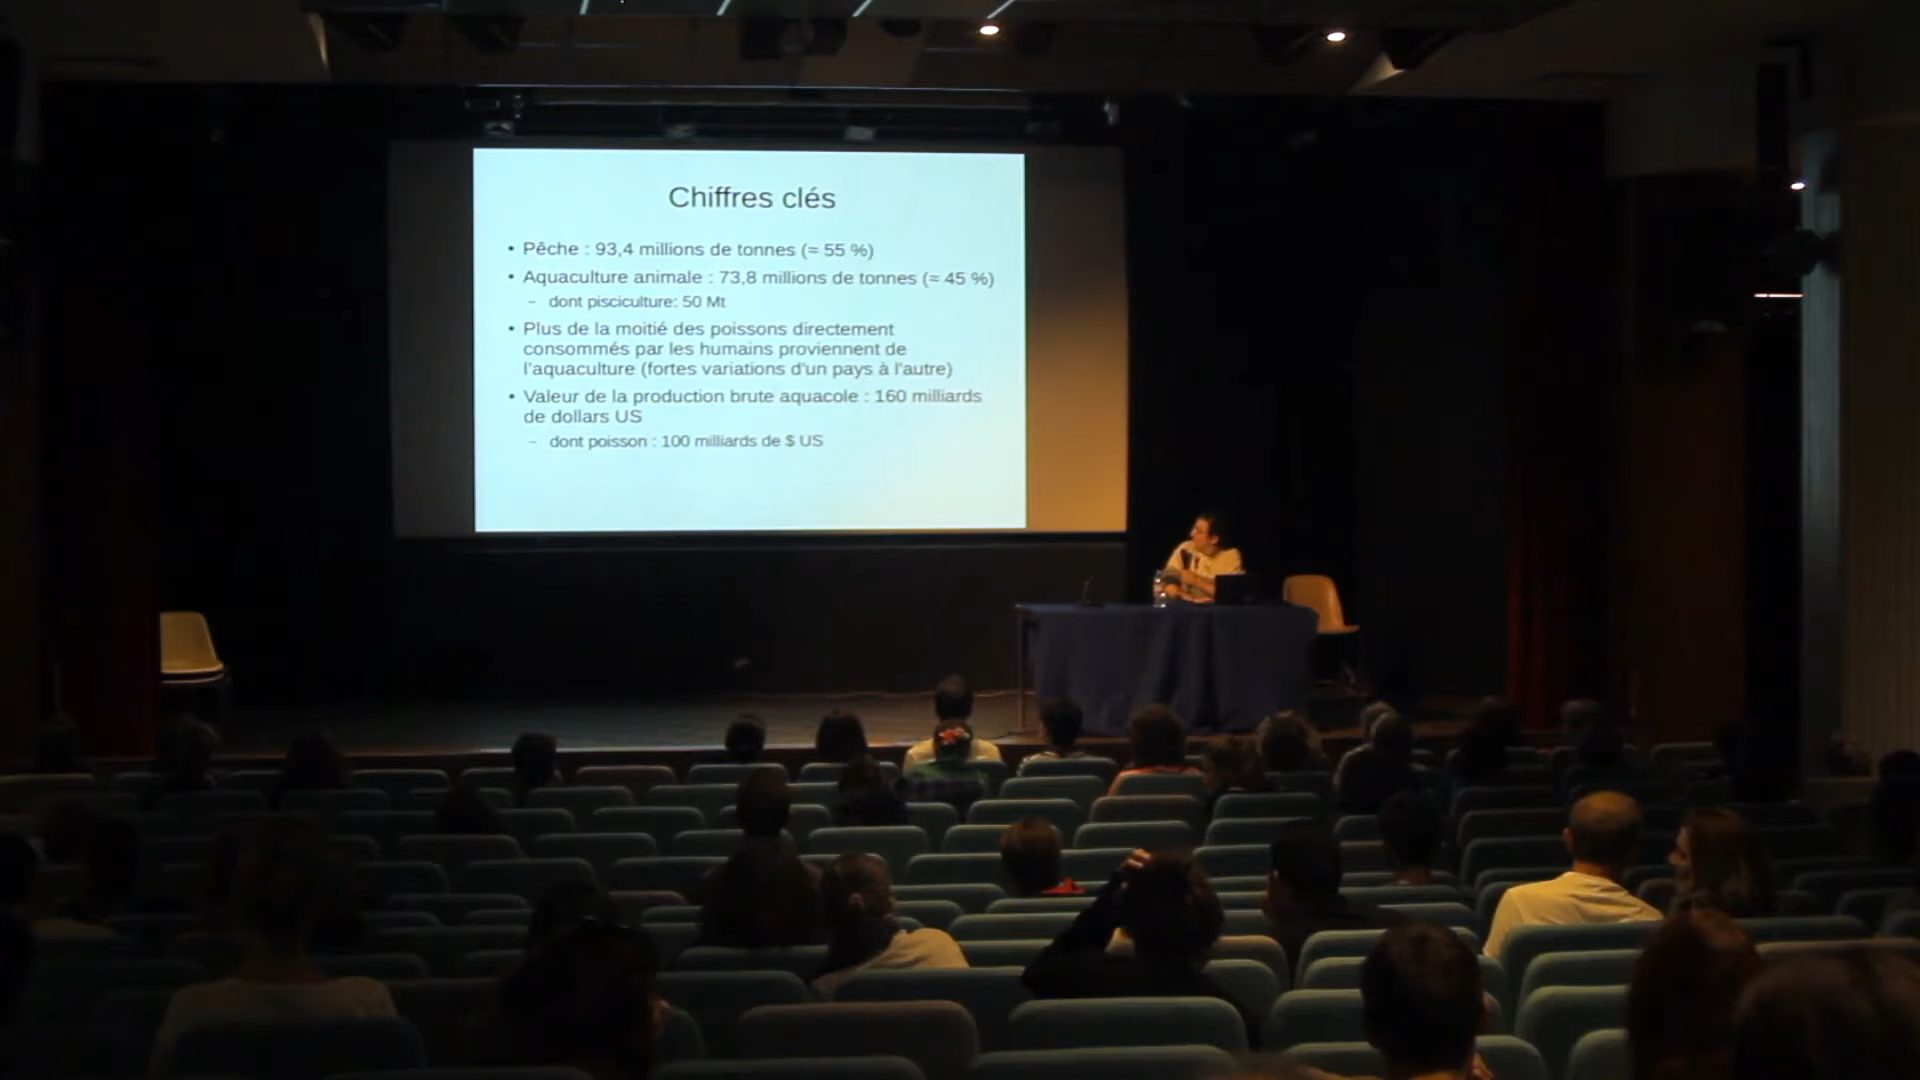 Chiffres clés
• Pêche : 93,4 millions de tonnes (≈ 55 %)
• Aquaculture animale : 73,8 millions de tonnes (≈ 45 %)
– dont pisciculture: 50 Mt
• Plus de la moitié des poissons directement
consommés par les humains proviennent de
l'aquaculture (fortes variations d'un pays à l'autre)
• Valeur de la production brute aquacole : 160 milliards
de dollars US
– dont poisson : 100 milliards de $ US